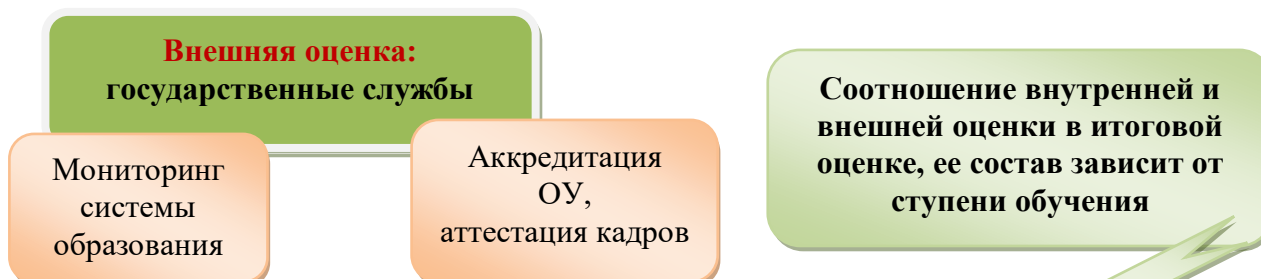 Внешняя оценка:
государственные службы
Мониторинг
системы
образования
Аккредитация
ОУ,
аттестация кадров
Соотношение внутренней и
внешней оценки в итоговой
оценке, ее состав зависит от
ступени обучения